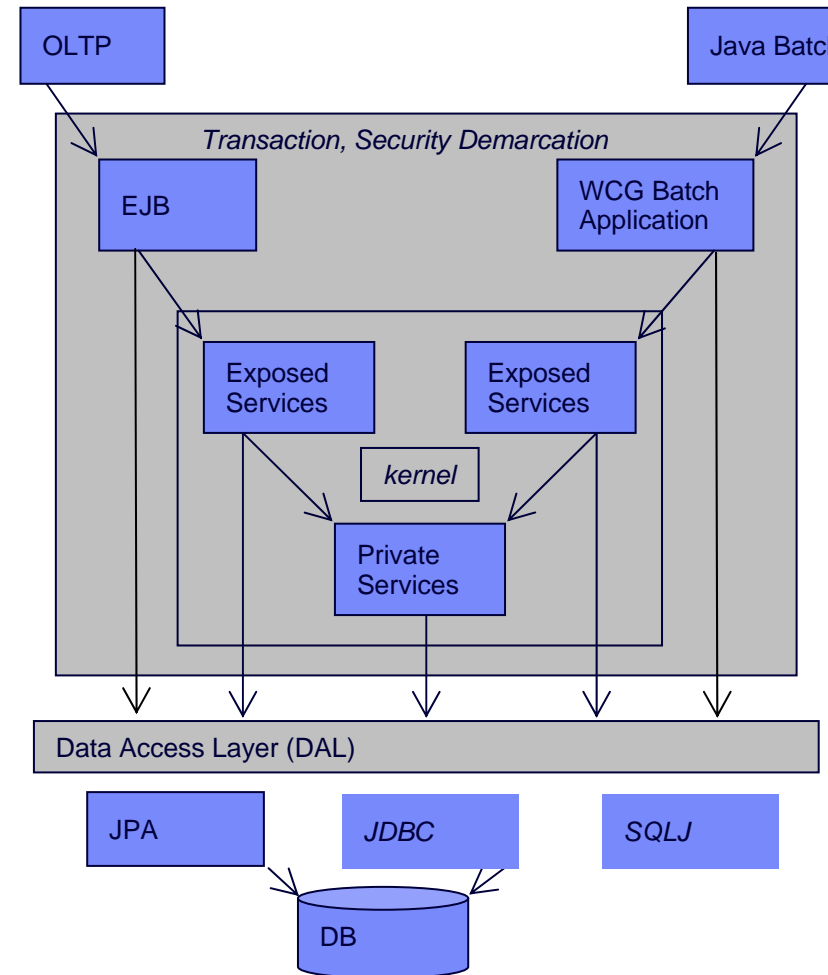 OLTP
Java Batc
Transaction, Security Demarcation
EJB
WCG Batch
Application
Exposed
Services
Exposed
Services
kernel
Private
Services
Data Access Layer (DAL)
JPA
JDBC
SQLJ
DB